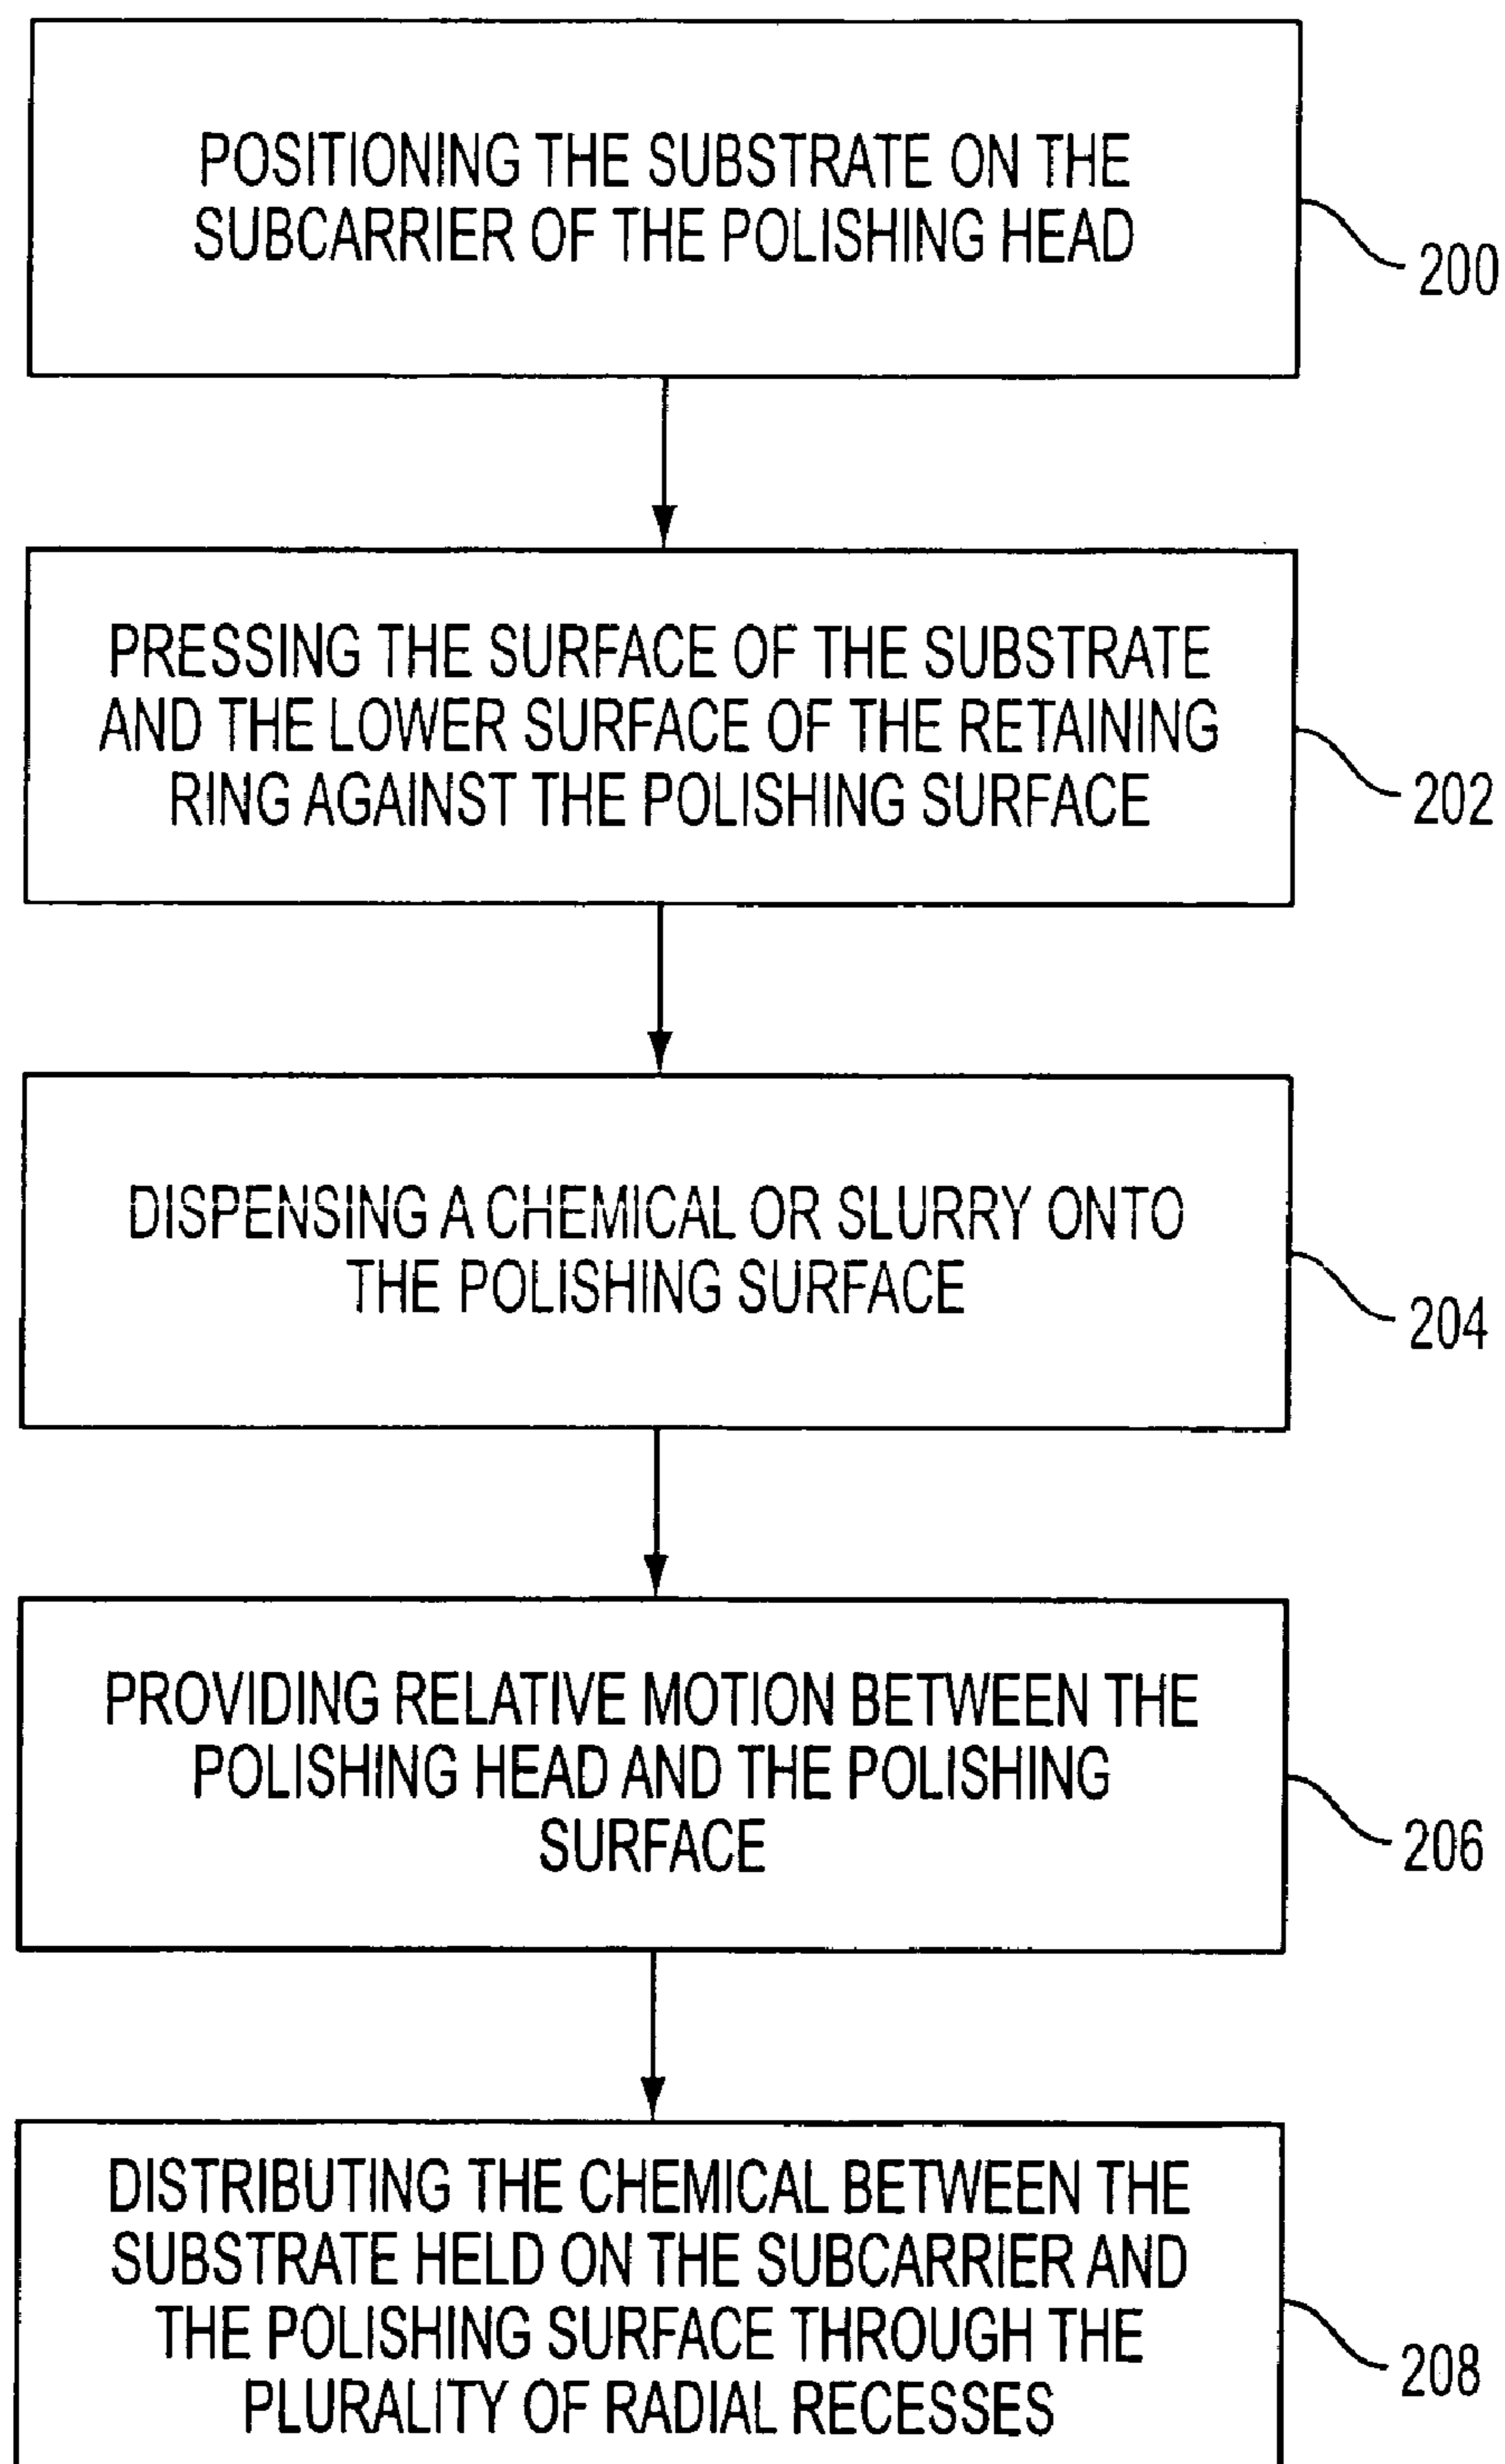 POSITIONING THE SUBSTRATE ON THE
SUBCARRIER OF THE POLISHING HEAD
200
PRESSING THE SURFACE OF THE SUBSTRATE
AND THE LOWER SURFACE OF THE RETAINING
RING AGAINST THE POLISHING SURFACE
202
DISPENSING A CHEMICAL OR SLURRY ONTO
THE POLISHING SURFACE
204
PROVIDING RELATIVE MOTION BETWEEN THE
POLISHING HEAD AND THE POLISHING
SURFACE
206
DISTRIBUTING THE CHEMICAL BETWEEN THE
SUBSTRATE HELD ON THE SUBCARRIER AND
THE POLISHING SURFACE THROUGH THE
PLURALITY OF RADIAL RECESSES
208